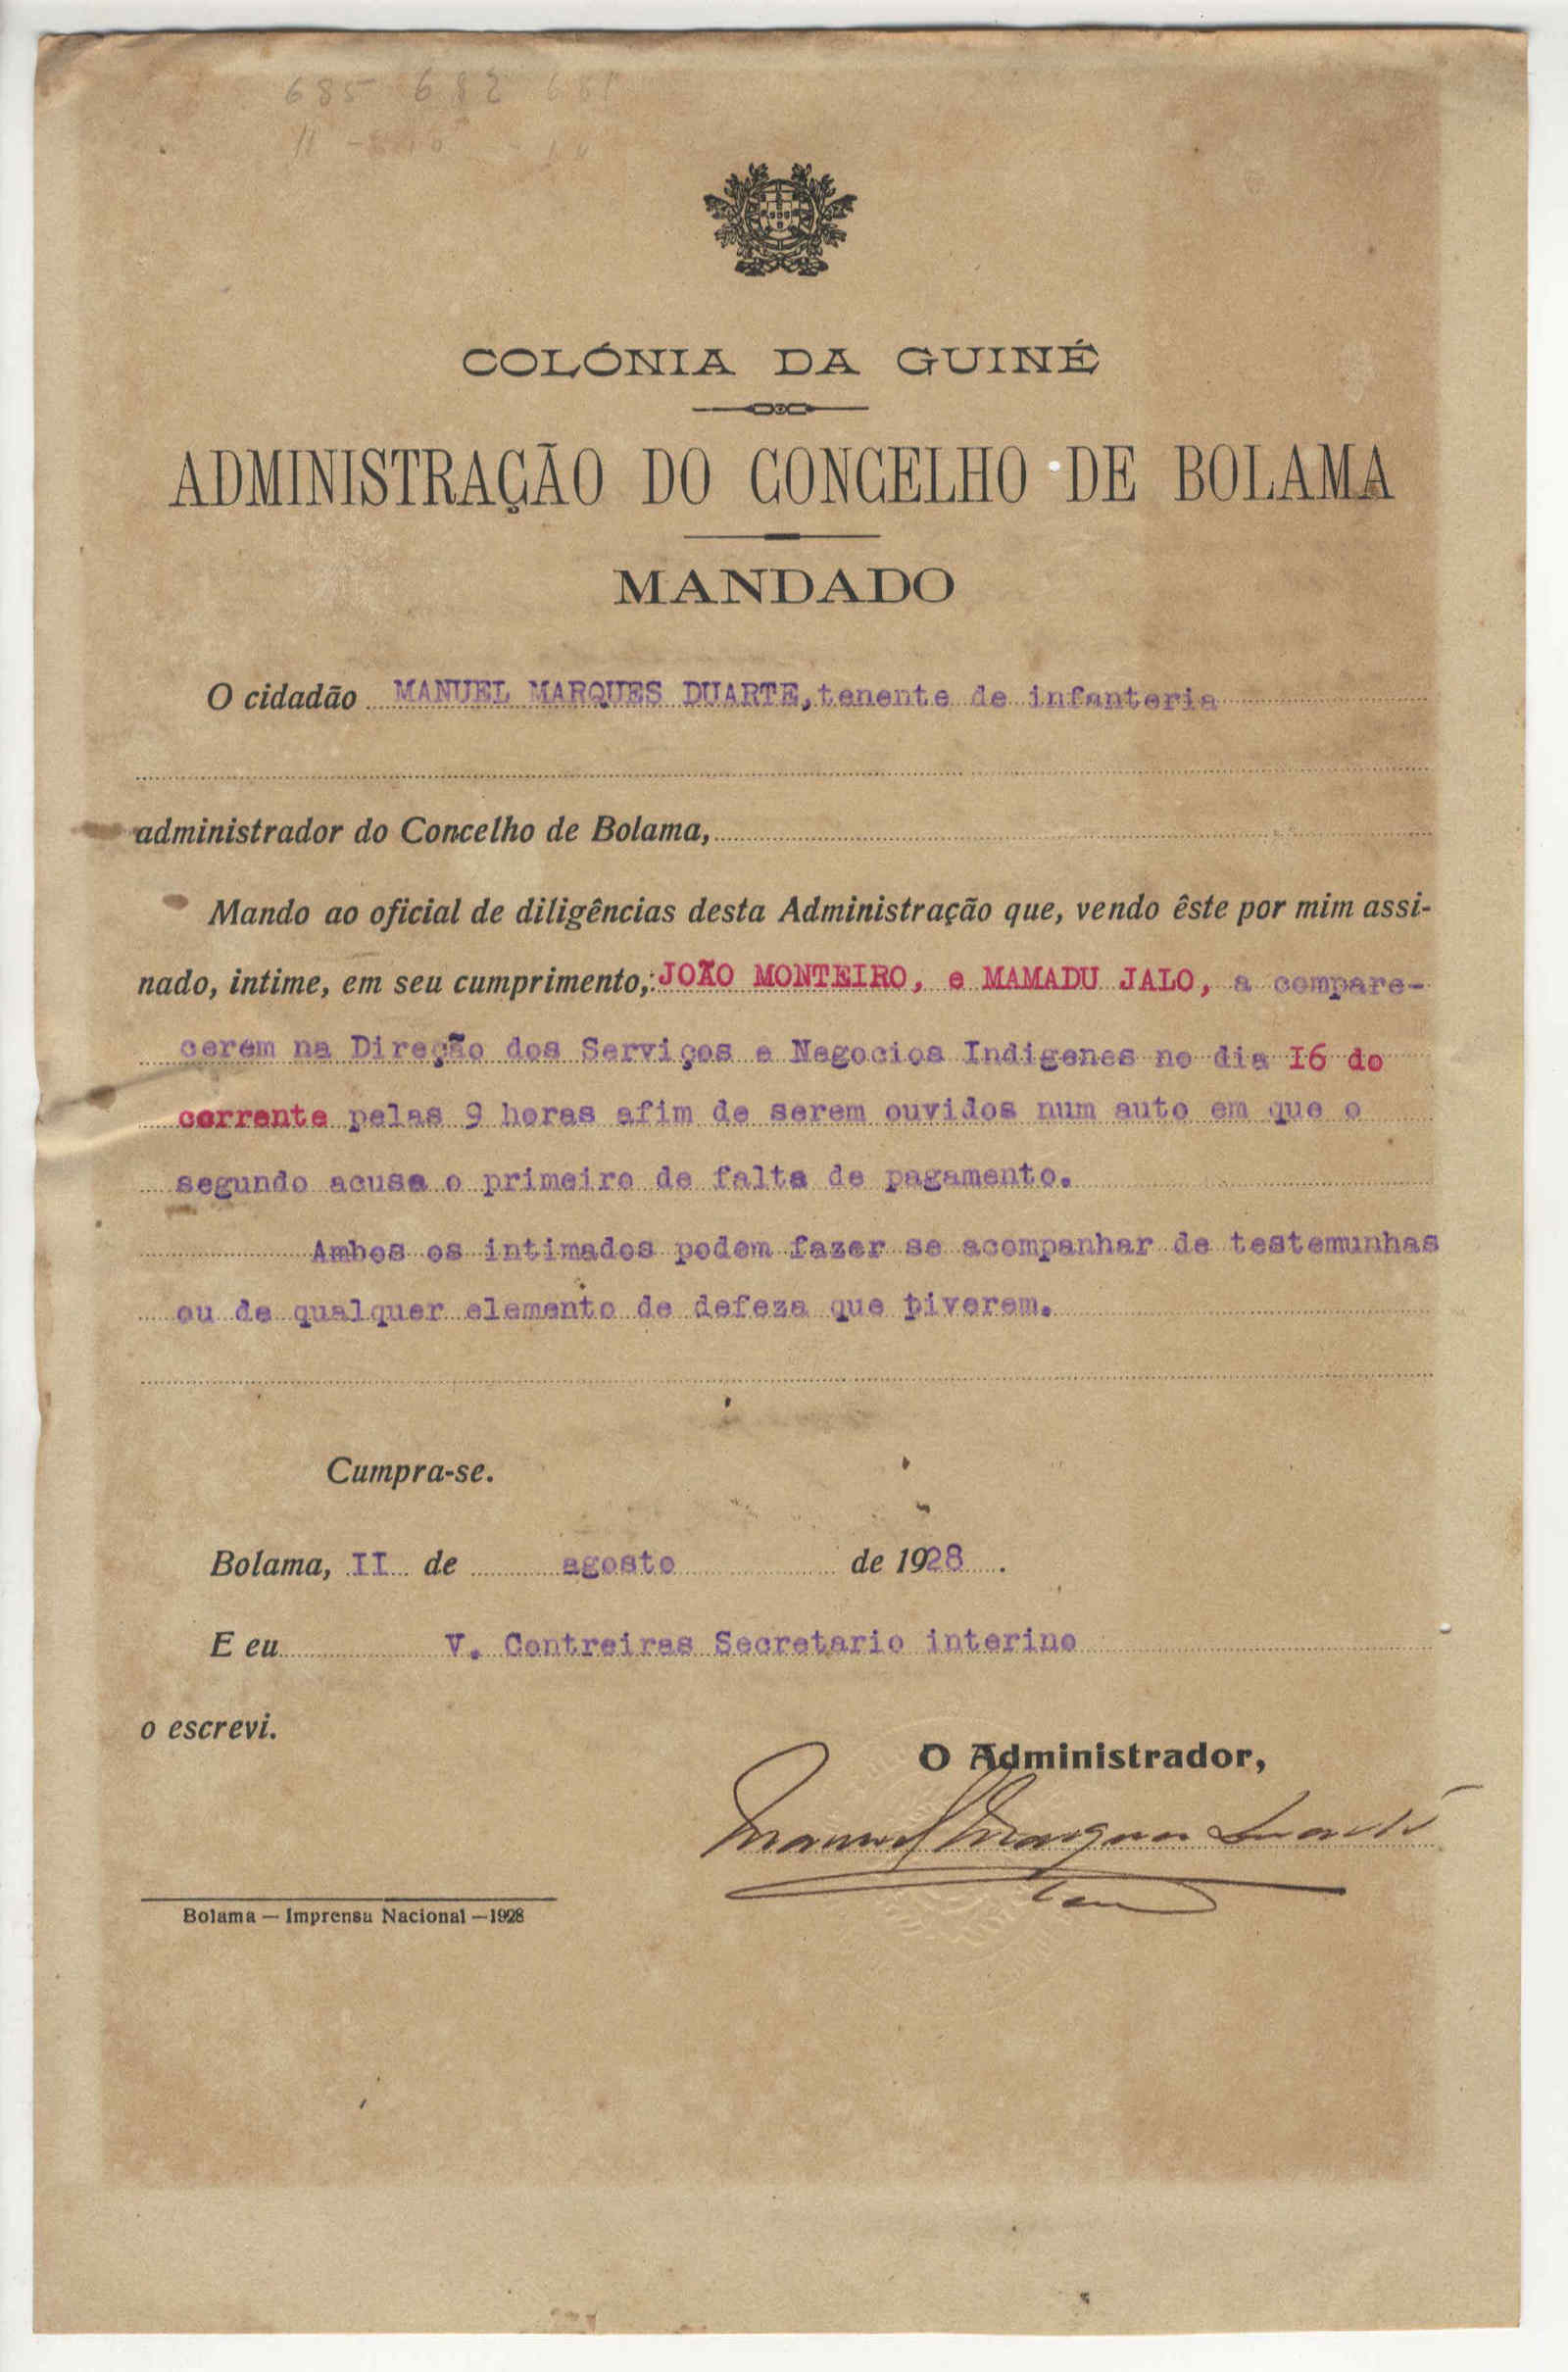 685 682 681
COLÓNIA DA GUINÉ
ADMINISTRAÇÃO DO CONCELHO DE BOLAMA
MANDADO
O cidadão MANUEL MARQUES DUARTE, tenente de infanteria
administrador do Concelho de Bolama,
Mando ao oficial de diligências desta Administração que, vendo êste por mim assi-
nado, intime, em seu cumprimento,: JOÃO MONTEIRO, e MAMADU JALO, a compare-
cerem na Direção dos Serviços e Negocios Indigenes no dia I6 do
corrente pelas 9 horas afim de serem ouvidos num auto em que o
segundo acusa o primeiro de falta de pagamento.
Ambos os intimados podem fazer se acompanhar de testemunhas
ou de qualquer elemento de defeza que tiverem.
Cumpra-se.
Bolama, II de agosto de 1928.
E eu V. Contreiras Secretario interino
o escrevi.
O Administrador,
Manuel Marques Duarte
Bolama — Imprensa Nacional — 1928